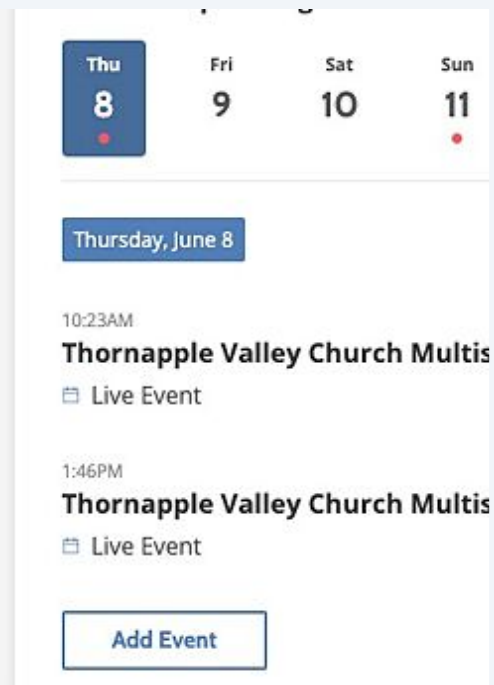 Thu Fri Sat Sun
8 9 10 11
Thursday, June 8
10:23AM
Thornapple Valley Church Multis
Live Event
1:46PM
Thornapple Valley Church Multis
Live Event
Add Event